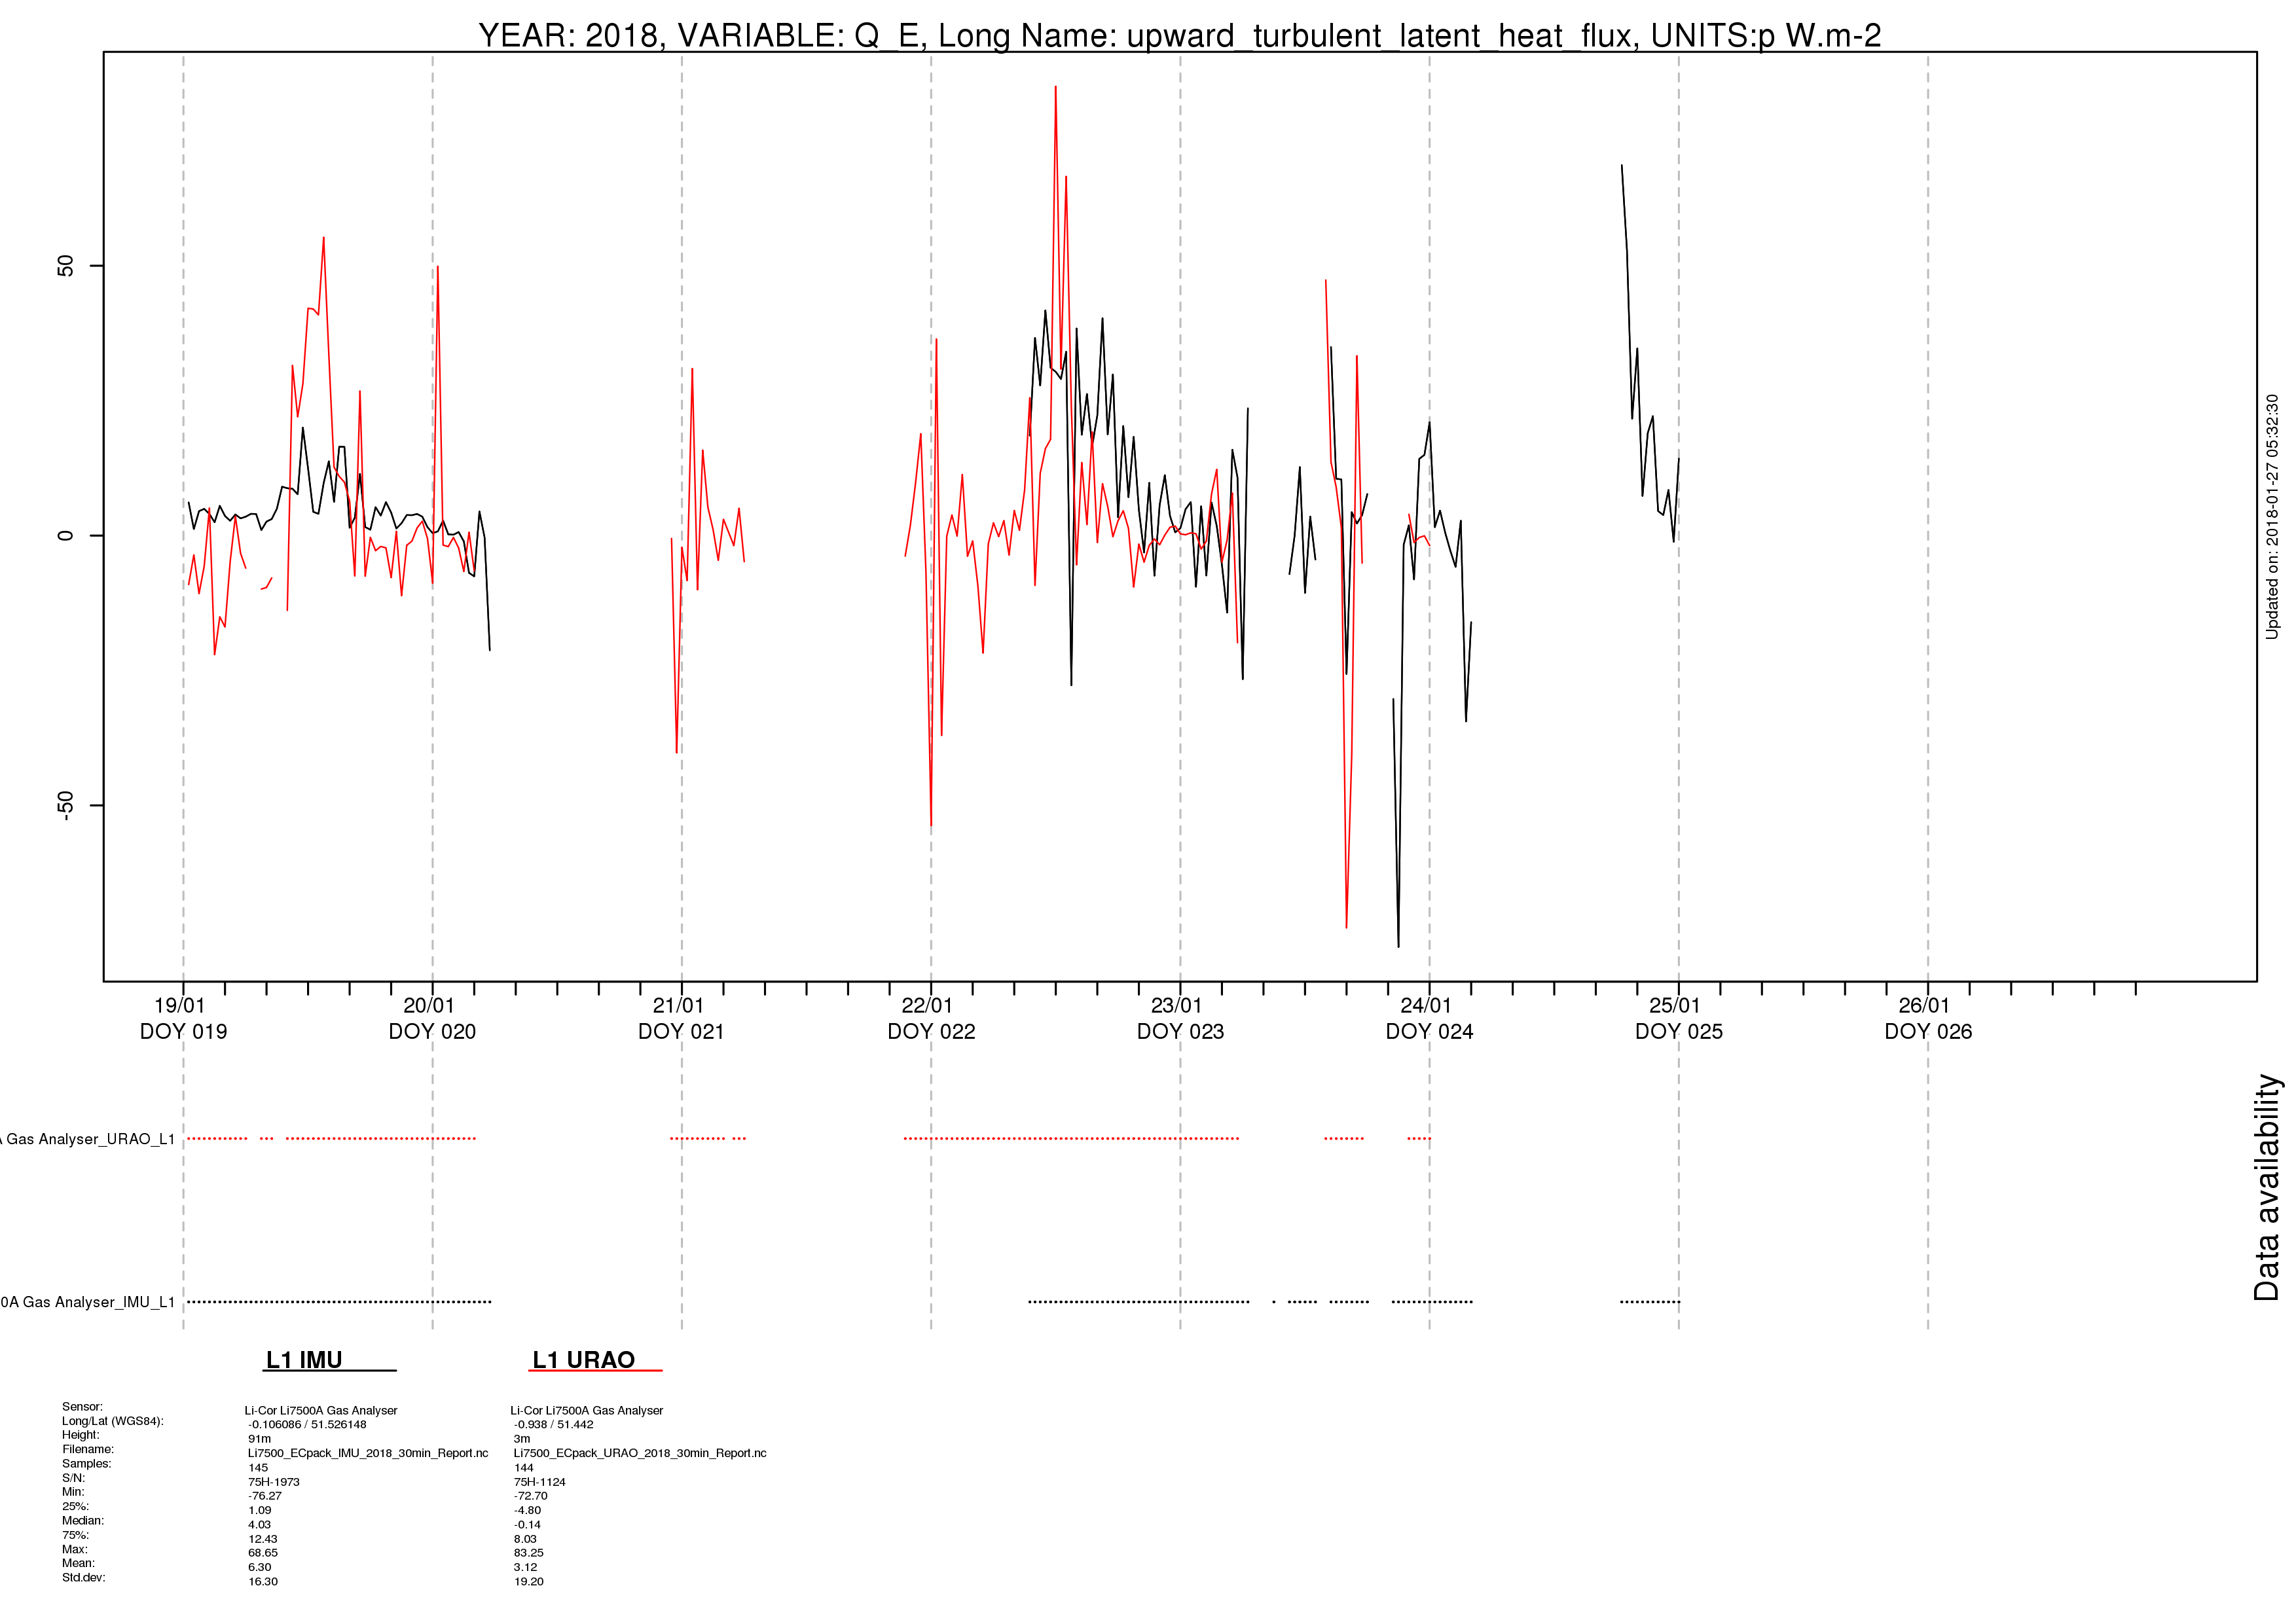 YEAR: 2018, VARIABLE: Q_E, Long Name: upward_turbulent_latent_heat_flux, UNITS:p W.m-2
50
0
-50
Updated on: 2018-01-27 05:32:30
19/01 20/01 21/01 22/01 23/01 24/01 25/01 26/01
DOY 019 DOY 020 DOY 021 DOY 022 DOY 023 DOY 024 DOY 025 DOY 026
Data availability
A Gas Analyser_URAO_L1
0A Gas Analyser_IMU_L1
L1 IMU L1 URAO
Sensor: Li-Cor Li7500A Gas Analyser Li-Cor Li7500A Gas Analyser
Long/Lat (WGS84): -0.106086 / 51.526148 -0.938 / 51.442
Height: 91m 3m
Filename: Li7500_ECpack_IMU_2018_30min_Report.nc Li7500_ECpack_URAO_2018_30min_Report.nc
Samples: 145 144
S/N: 75H-1973 75H-1124
Min: -76.27 -72.70
25%: 1.09 -4.80
Median: 4.03 -0.14
75%: 12.43 8.03
Max: 68.65 83.25
Mean: 6.30 3.12
Std.dev: 16.30 19.20